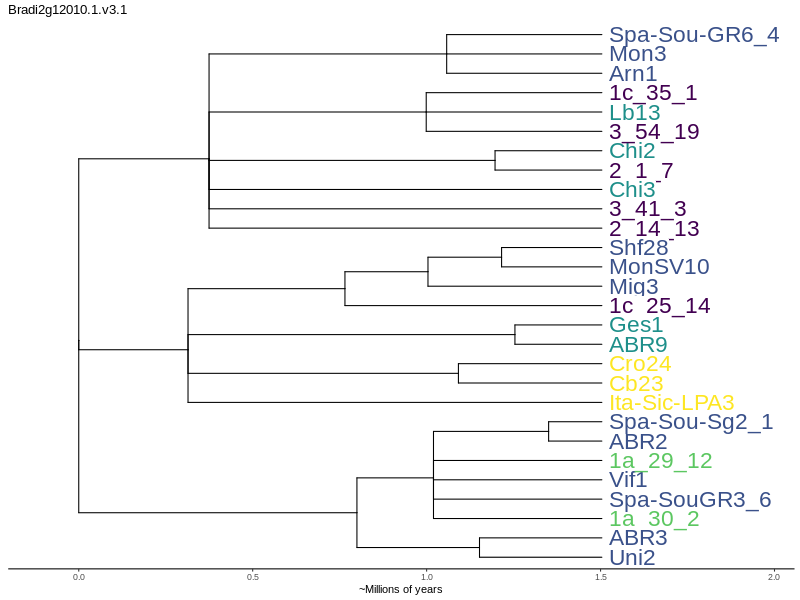 Bradi2g12010.1.v3.1
Spa-Sou-GR6_4
Mon3
Arn1
1c_35_1
Lb13
3_54_19
Chi2
2_1_7
Chi3
3_41_3
2_14_13
Shf28
MonSV10
Mig3
1c_25_14
Ges1
ABR9
Cro24
Cb23
Ita-Sic-LPA3
Spa-Sou-Sg2_1
ABR2
1a_29_12
Vif1
Spa-SouGR3_6
1a_30_2
ABR3
Uni2
0.0 0.5 1.0 1.5 2.0
~Millions of years